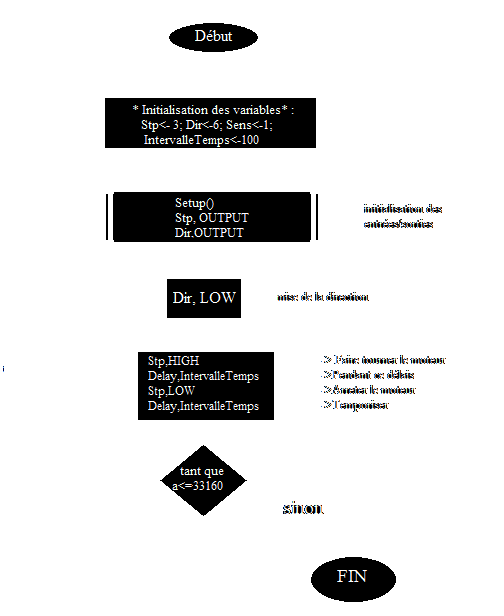 Début
* Initialisation des variables* :
Stp<- 3; Dir<-6; Sens<-1;
IntervalleTemps<-100
Setup()
Stp, OUTPUT
Dir.OUTPUT
initialisation des
entrées/sorties
Dir, LOW
mise de la direction
Stp,HIGH
Delay,IntervalleTemps
Stp,LOW
Delay,IntervalleTemps
-> Faire tourner le moteur
->Pendant ce délais
->Arreter le moteur
->Temporiser
tant que
a<=33160
sinon
FIN